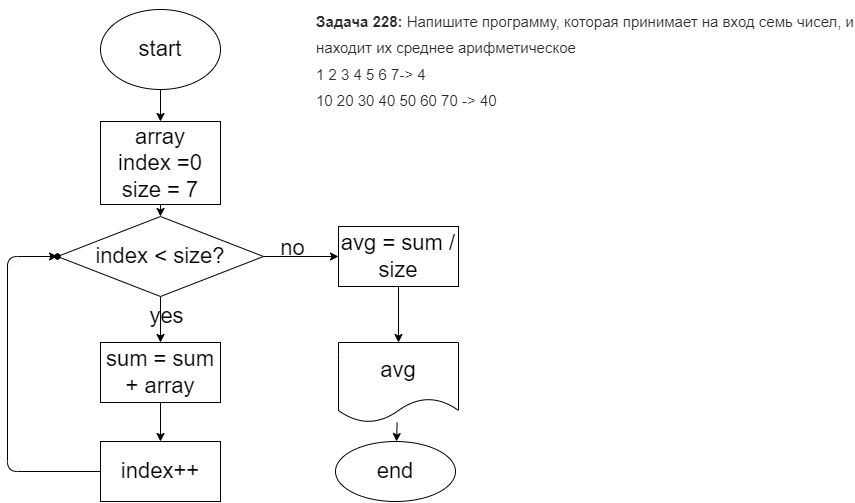 start
Задача 228: Напишите программу, которая принимает на вход семь чисел, и
находит их среднее арифметическое
1 2 3 4 5 6 7-> 4
10 20 30 40 50 60 70 -> 40
array
index =0
size = 7
index < size?
no
avg = sum /
size
yes
sum = sum
+ array
avg
index++
end